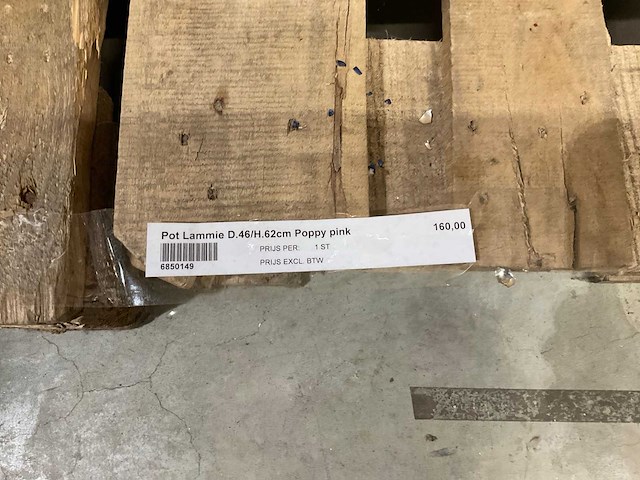 Pot Lammie D.46/H.62cm Poppy pink 160,00
PRIJS PER: 1 ST
6850149 PRIJS EXCL. BTW